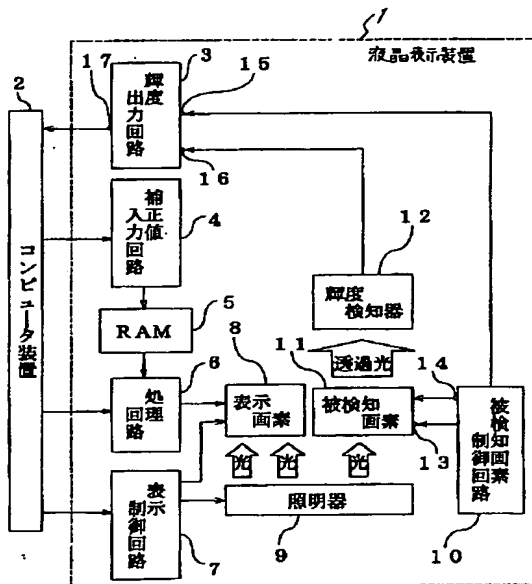 1
液晶表示装置
2
コンピュータ装置
17
3
15
輝度
出力
回路
16
補正値
入力回路
4
12
輝度
検知器
RAM
5
6
処理
回路
8
表示
画素
11
透過光
被検知
画素
14
13
被検知画素
制御回路
10
光
光
光
照明器
9
表示
制御回路
7